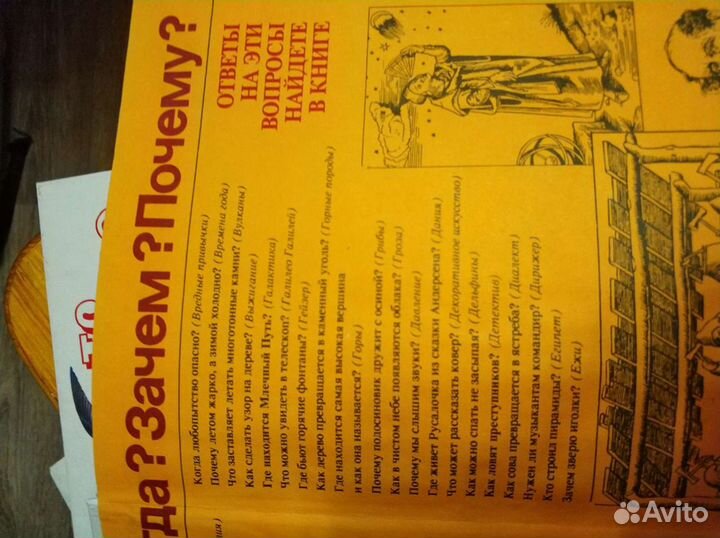 гда? Зачем? Почему?
ОТВЕТЫ
НА ЭТИ
ВОПРОСЫ
НАЙДЕТЕ
В КНИГЕ
Когда любопытство опасно? (Вредные привычки)
Почему летом жарко, а зимой холодно? (Времена года)
Что заставляет летать многотонные камни? (Вулканы)
Как сделать узор на дереве? (Выжигание)
Где находится Млечный Путь? (Галактика)
Что можно увидеть в телескоп? (Галилео Галилей)
Где бьют горячие фонтаны? (Гейзер)
Как дерево превращается в каменный уголь? (Горные породы)
Где находится самая высокая вершина
и как она называется? (Горы)
Почему подосиновик дружит с осиной? (Грибы)
Как в чистом небе появляются облака? (Гроза)
Почему мы слышим звуки? (Давление)
Где живет Русалочка из сказки Андерсена? (Дания)
Что может рассказать ковер? (Декоративное искусство)
Как можно спать не засыпая? (Дельфины)
Как ловят преступников? (Детектив)
Как сова превращается в ястреба? (Диалект)
Нужен ли музыкантам командир? (Дирижер)
Кто строил пирамиды? (Египет)
Зачем зверю иголки? (Ежи)
ния)
Avito